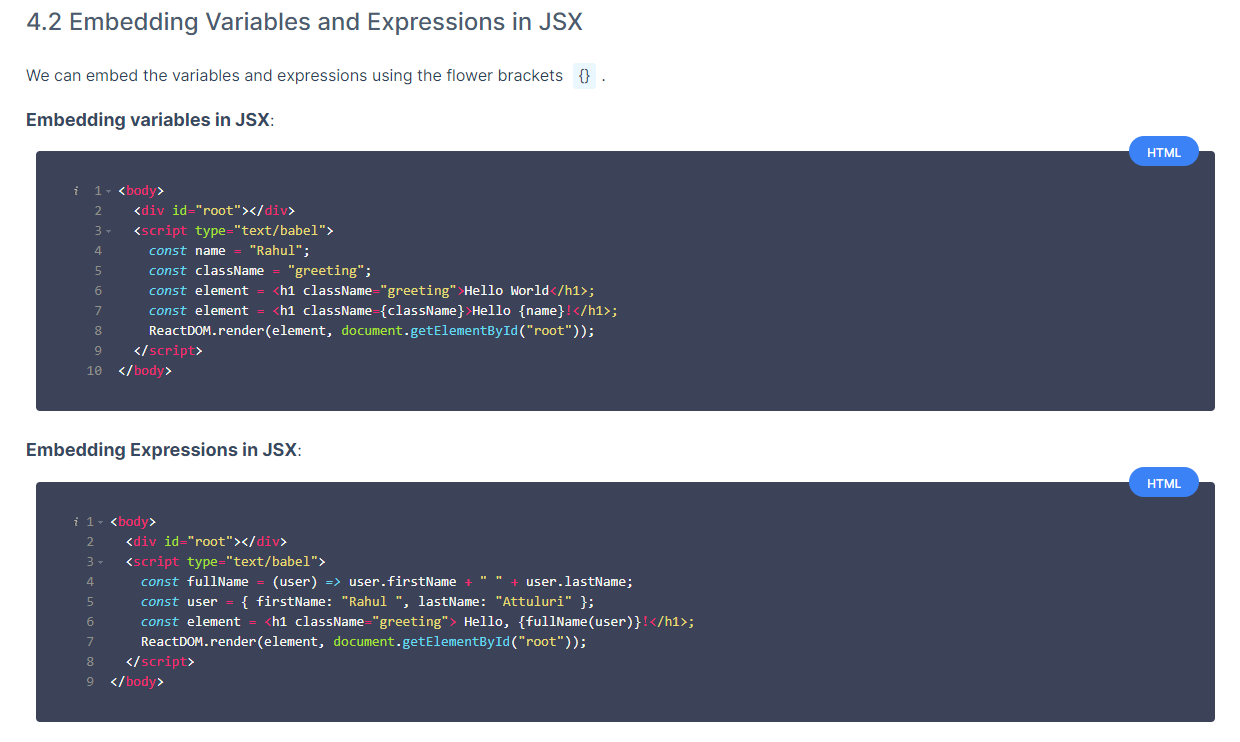 4.2 Embedding Variables and Expressions in JSX
We can embed the variables and expressions using the flower brackets {} .
Embedding variables in JSX:
HTML
i 1 <body>
2 <div id="root"></div>
3 <script type="text/babel">
4 const name = "Rahul";
5 const className = "greeting";
6 const element = <h1 className="greeting">Hello World</h1>;
7 const element = <h1 className={className}>Hello {name}!</h1>;
8 ReactDOM.render(element, document.getElementById("root"));
9 </script>
10 </body>
Embedding Expressions in JSX:
HTML
i 1 <body>
2 <div id="root"></div>
3 <script type="text/babel">
4 const fullName = (user) => user.firstName + " " + user.lastName;
5 const user = { firstName: "Rahul ", lastName: "Attuluri" };
6 const element = <h1 className="greeting"> Hello, {fullName(user)}!</h1>;
7 ReactDOM.render(element, document.getElementById("root"));
8 </script>
9 </body>